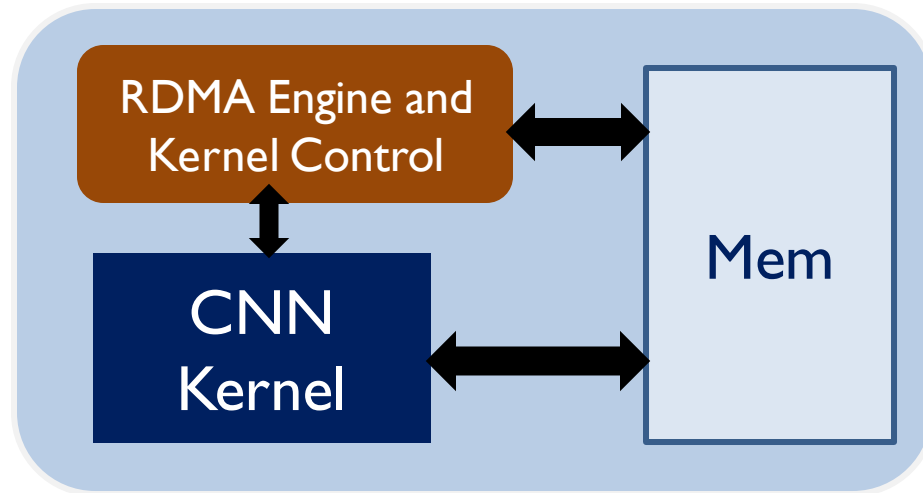 RDMA Engine and
Kernel Control
CNN
Kernel
Mem